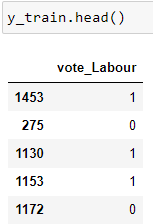 y_train.head()
vote_Labour
1453 1
275 0
1130 1
1153 1
1172 0